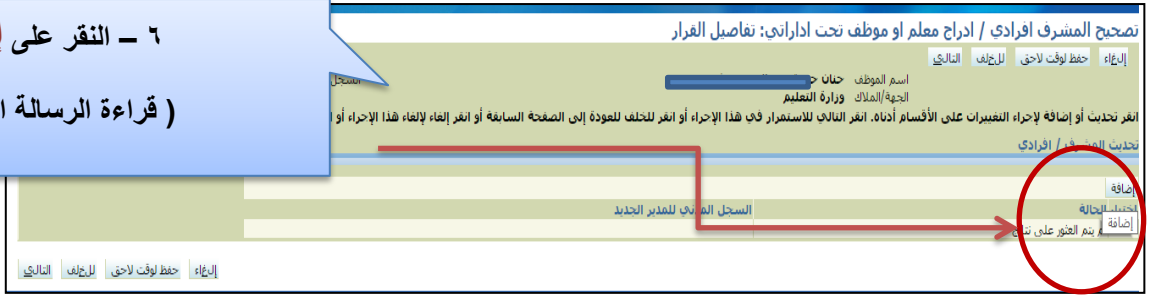 ٦ – النقر على
( قراءة الرسالة
تصحيح المشرف افرادي / ادراج معلم او موظف تحت اداراتي: تفاصيل القرار
إلغاء حفظ لوقت لاحق للخلف التالي
اسم الموظف حنان
الجهة/الملاك وزارة التعليم
انقر تحديث أو إضافة لإجراء التغييرات على الأقسام أدناه. انقر التالي للاستمرار في هذا الإجراء أو انقر للخلف للعودة إلى الصفحة السابقة أو انقر إلغاء لإلغاء هذا الإجراء أو
تحديث المشرف / افرادي
إضافة
اختيار الحالة السجل المدني للمدير الجديد
يتم العثور على
إضافة
إلغاء حفظ لوقت لاحق للخلف التالي